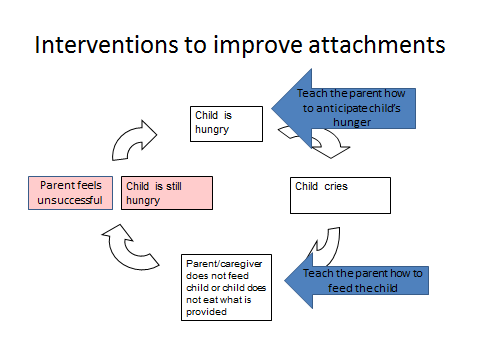 Interventions to improve attachments
Teach the parent how
to anticipate child's
hunger
Child is
hungry
Parent feels
unsuccessful
Child is still
hungry
Child cries
Parent/caregiver
does not feed
child or child does
not eat what is
provided
Teach the parent how to
feed the child